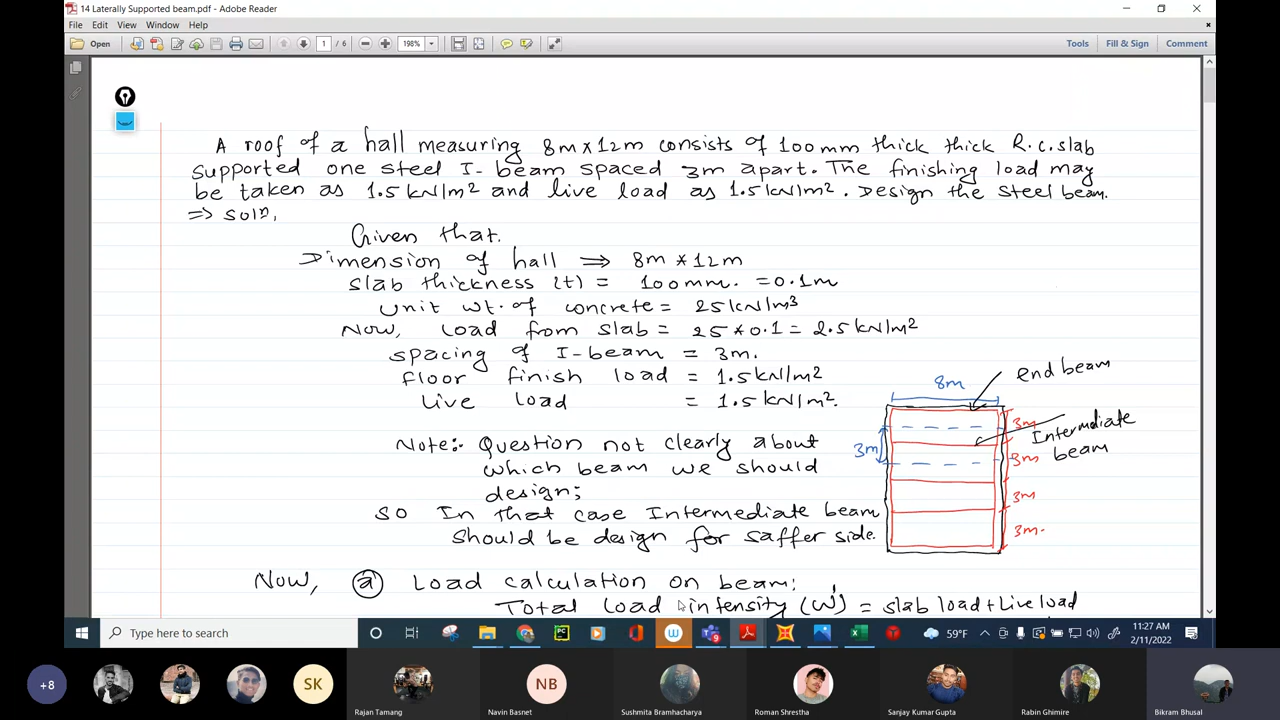 14 Laterally Supported beam.pdf - Adobe Reader
File Edit View Window Help
Open 1 / 6 198% Tools Fill & Sign Comment
A roof of a hall measuring 8m x 12m consists of 100mm thick thick R.c.slab
supported one steel I-beam spaced 3m apart. The finishing load may
be taken as 1.5 kN/m2 and live load as 1.5 kN/m2. Design the steel beam.
=> soln,
Given that.
Dimension of hall => 8m * 12m
slab thickness (t) = 100mm. = 0.1m
unit wt. of concrete = 25 kN/m3
Now, Load from slab = 25 * 0.1 = 2.5 kN/m2
spacing of I-beam = 3m.
floor finish load = 1.5 kN/m2
live load = 1.5 kN/m2.
8m
end beam
3m
Intermediate
beam
3m
3m
3m
3m.
Note:- Question not clearly about
which beam we should
design;
so In that case Intermediate beam
should be design for saffer side.
Now, (a) Load calculation on beam:
Total load intensity (w') = slab load + Live load
Type here to search
59°F
11:27 AM
2/11/2022
+8
SK
NB
Rajan Tamang
Navin Basnet
Sushmita Bramhacharya
Roman Shrestha
Sanjay Kumar Gupta
Rabin Ghimire
Bikram Bhusal